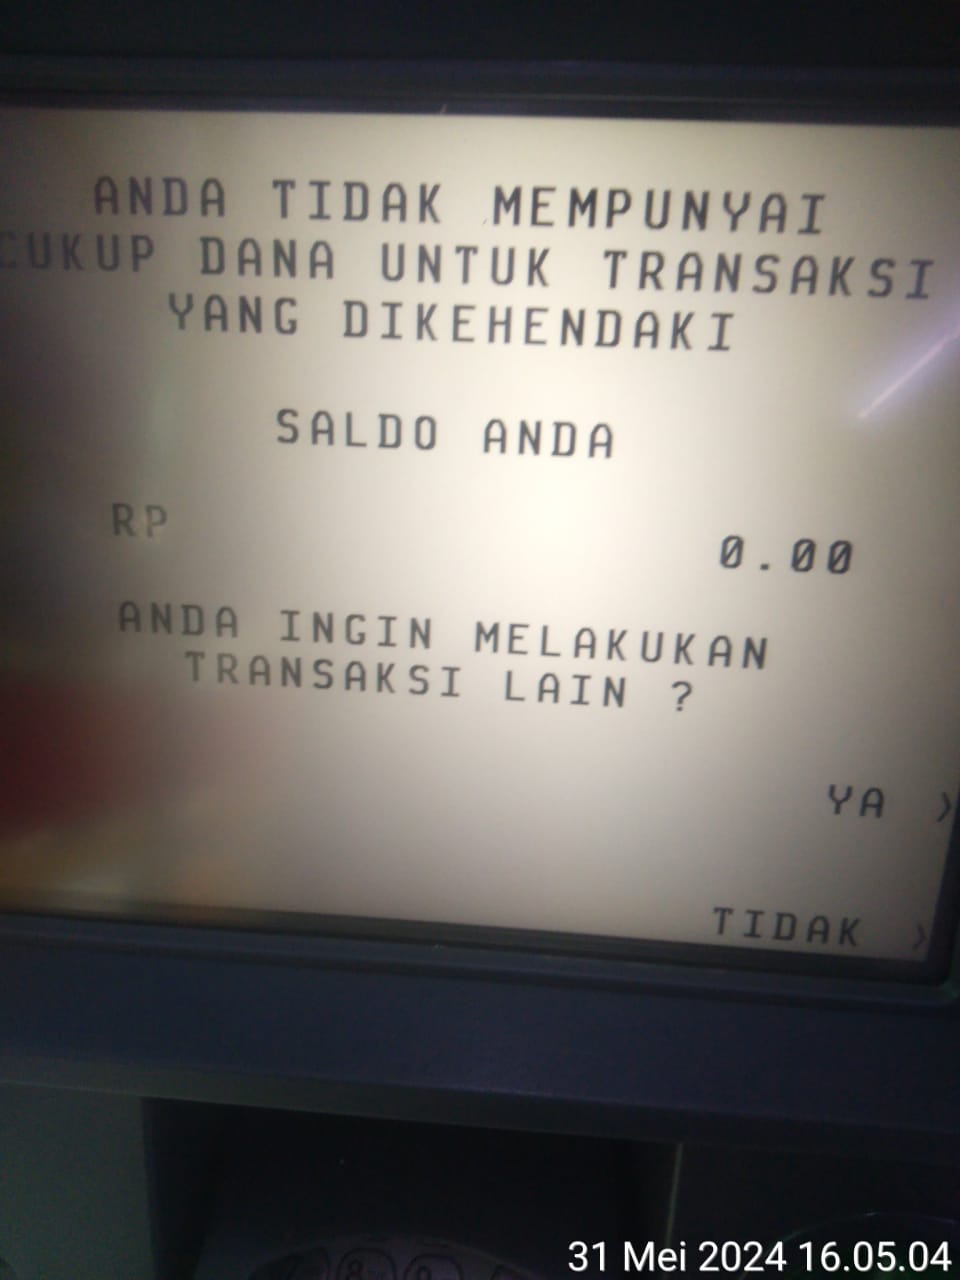 ANDA TIDAK MEMPUNYAI
CUKUP DANA UNTUK TRANSAKSI
YANG DIKEHENDAKI
SALDO ANDA
RP 0.00
ANDA INGIN MELAKUKAN
TRANSAKSI LAIN ?
YA >
TIDAK >
31 Mei 2024 16.05.04